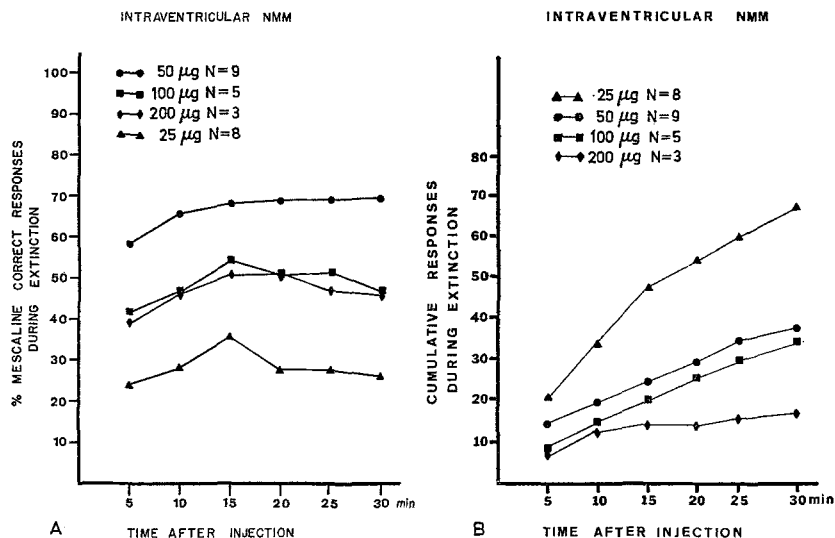 INTRAVENTRICULAR NMM
100
90
80
70
60
50
40
30
20
10
% MESCALINE CORRECT RESPONSES
DURING EXTINCTION
50 µg N=9
100 µg N=5
200 µg N=3
25 µg N=8
5 10 15 20 25 30 min
A TIME AFTER INJECTION
INTRAVENTRICULAR NMM
80
70
60
50
40
30
20
10
CUMULATIVE RESPONSES
DURING EXTINCTION
25 µg N=8
50 µg N=9
100 µg N=5
200 µg N=3
5 10 15 20 25 30 min
B TIME AFTER INJECTION